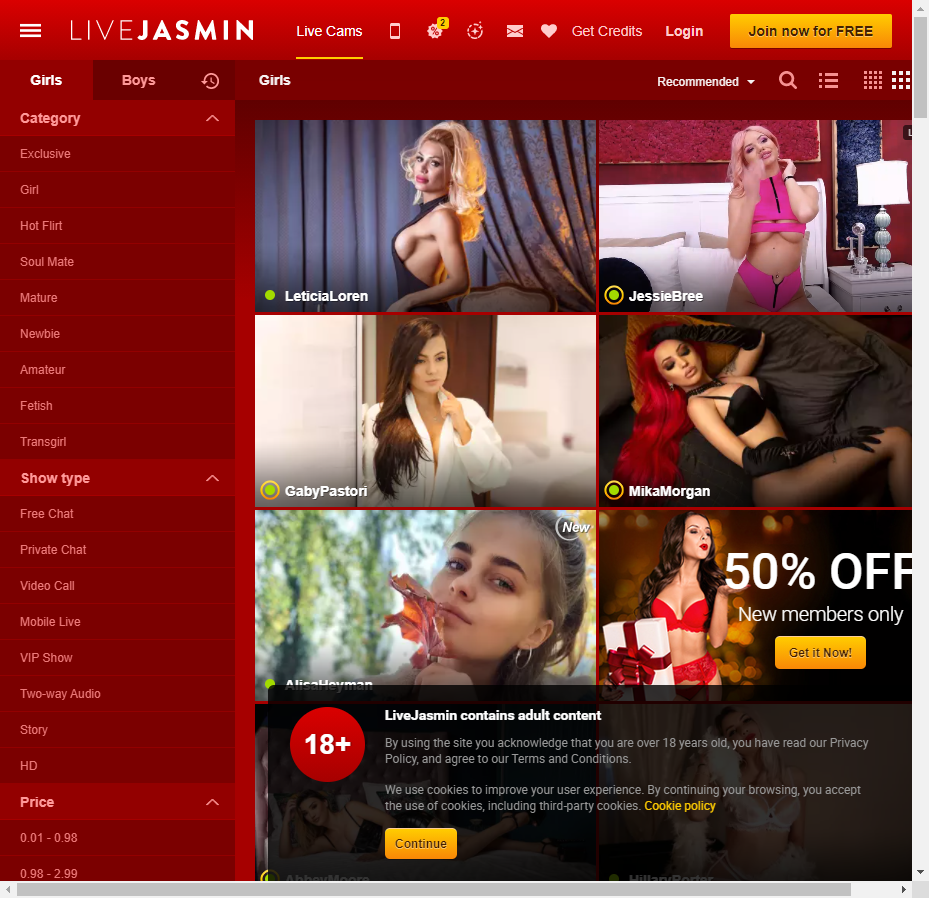 LIVEJASMIN
Live Cams
2
Get Credits
Login
Join now for FREE
Girls
Boys
Girls
Recommended
Category
Exclusive
Girl
Hot Flirt
Soul Mate
Mature
Newbie
Amateur
Fetish
Transgirl
Show type
Free Chat
Private Chat
Video Call
Mobile Live
VIP Show
Two-way Audio
Story
HD
Price
0.01 - 0.98
0.98 - 2.99
LeticiaLoren
JessieBree
GabyPastori
MikaMorgan
New
AlisaHeyman
50% OFF
New members only
Get it Now!
18+
LiveJasmin contains adult content
By using the site you acknowledge that you are over 18 years old, you have read our Privacy
Policy, and agree to our Terms and Conditions.
We use cookies to improve your user experience. By continuing your browsing, you accept
the use of cookies, including third-party cookies. Cookie policy
Continue
AbbeyMoore
HillaryPorter